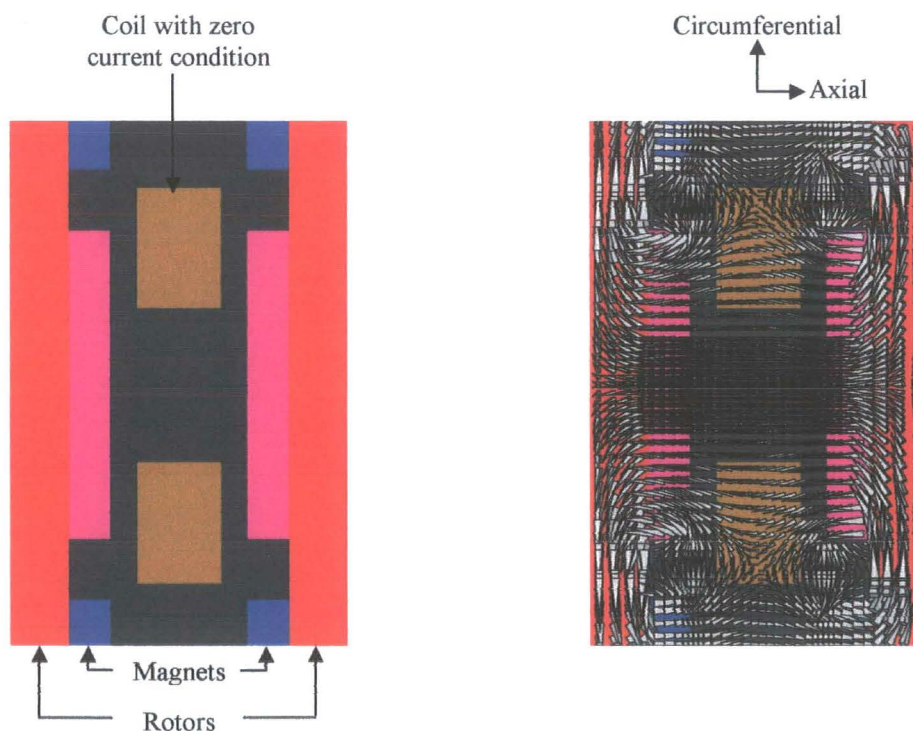 Coil with zero
current condition
Circumferential
Axial
Magnets
Rotors